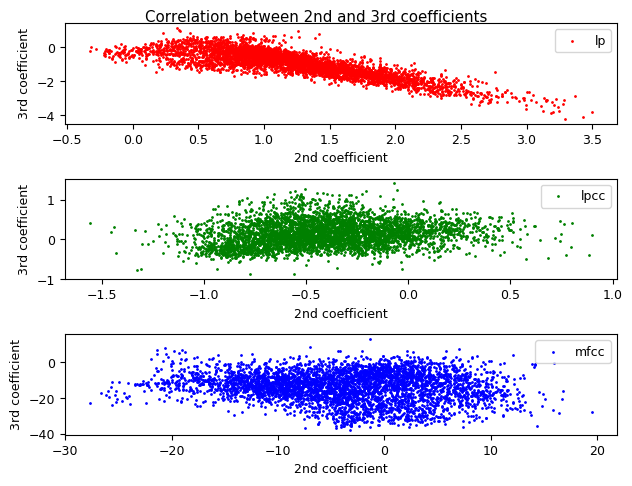 Correlation between 2nd and 3rd coefficients
3rd coefficient
0
−2
−4
lp
−0.5 0.0 0.5 1.0 1.5 2.0 2.5 3.0 3.5
2nd coefficient
3rd coefficient
1
0
−1
lpcc
−1.5 −1.0 −0.5 0.0 0.5 1.0
2nd coefficient
3rd coefficient
0
−20
−40
mfcc
−30 −20 −10 0 10 20
2nd coefficient